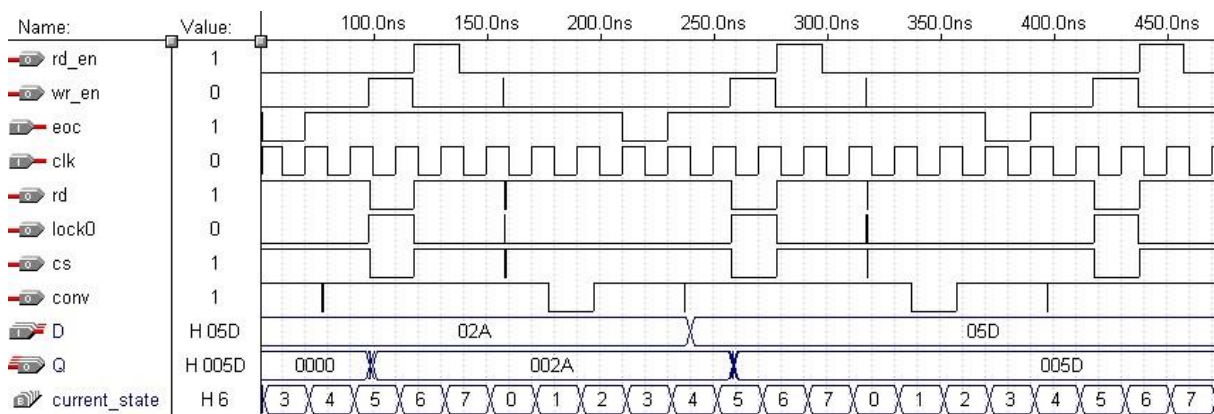 Name: Value: 100.0ns 150.0ns 200.0ns 250.0ns 300.0ns 350.0ns 400.0ns 450.0ns
rd_en 1
wr_en 0
eoc 1
clk 0
rd 1
lock0 0
cs 1
conv 1
D H 05D 02A 05D
Q H 005D 0000 002A 005D
current_state H 6 3 4 5 6 7 0 1 2 3 4 5 6 7 0 1 2 3 4 5 6 7